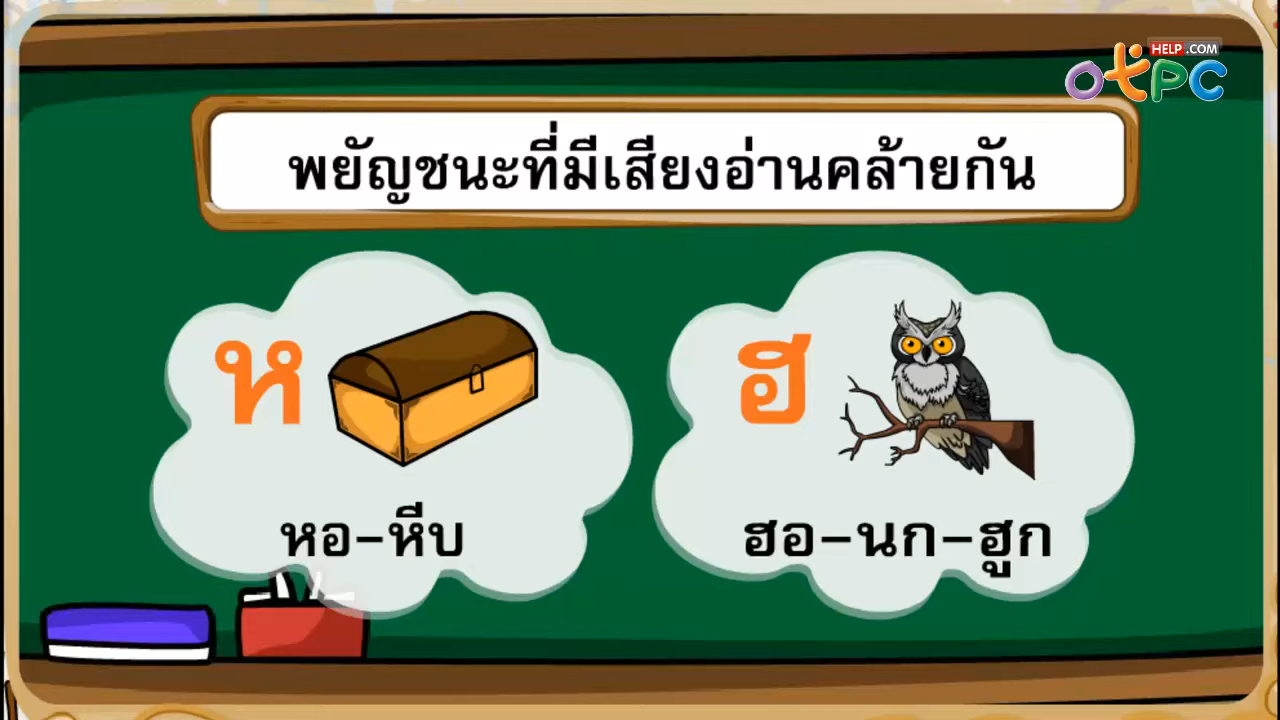 HELP.COM
OTPC
พยัญชนะที่มีเสียงอ่านคล้ายกัน
ห
ฮ
หอ-หีบ
ฮอ-นก-ฮูก